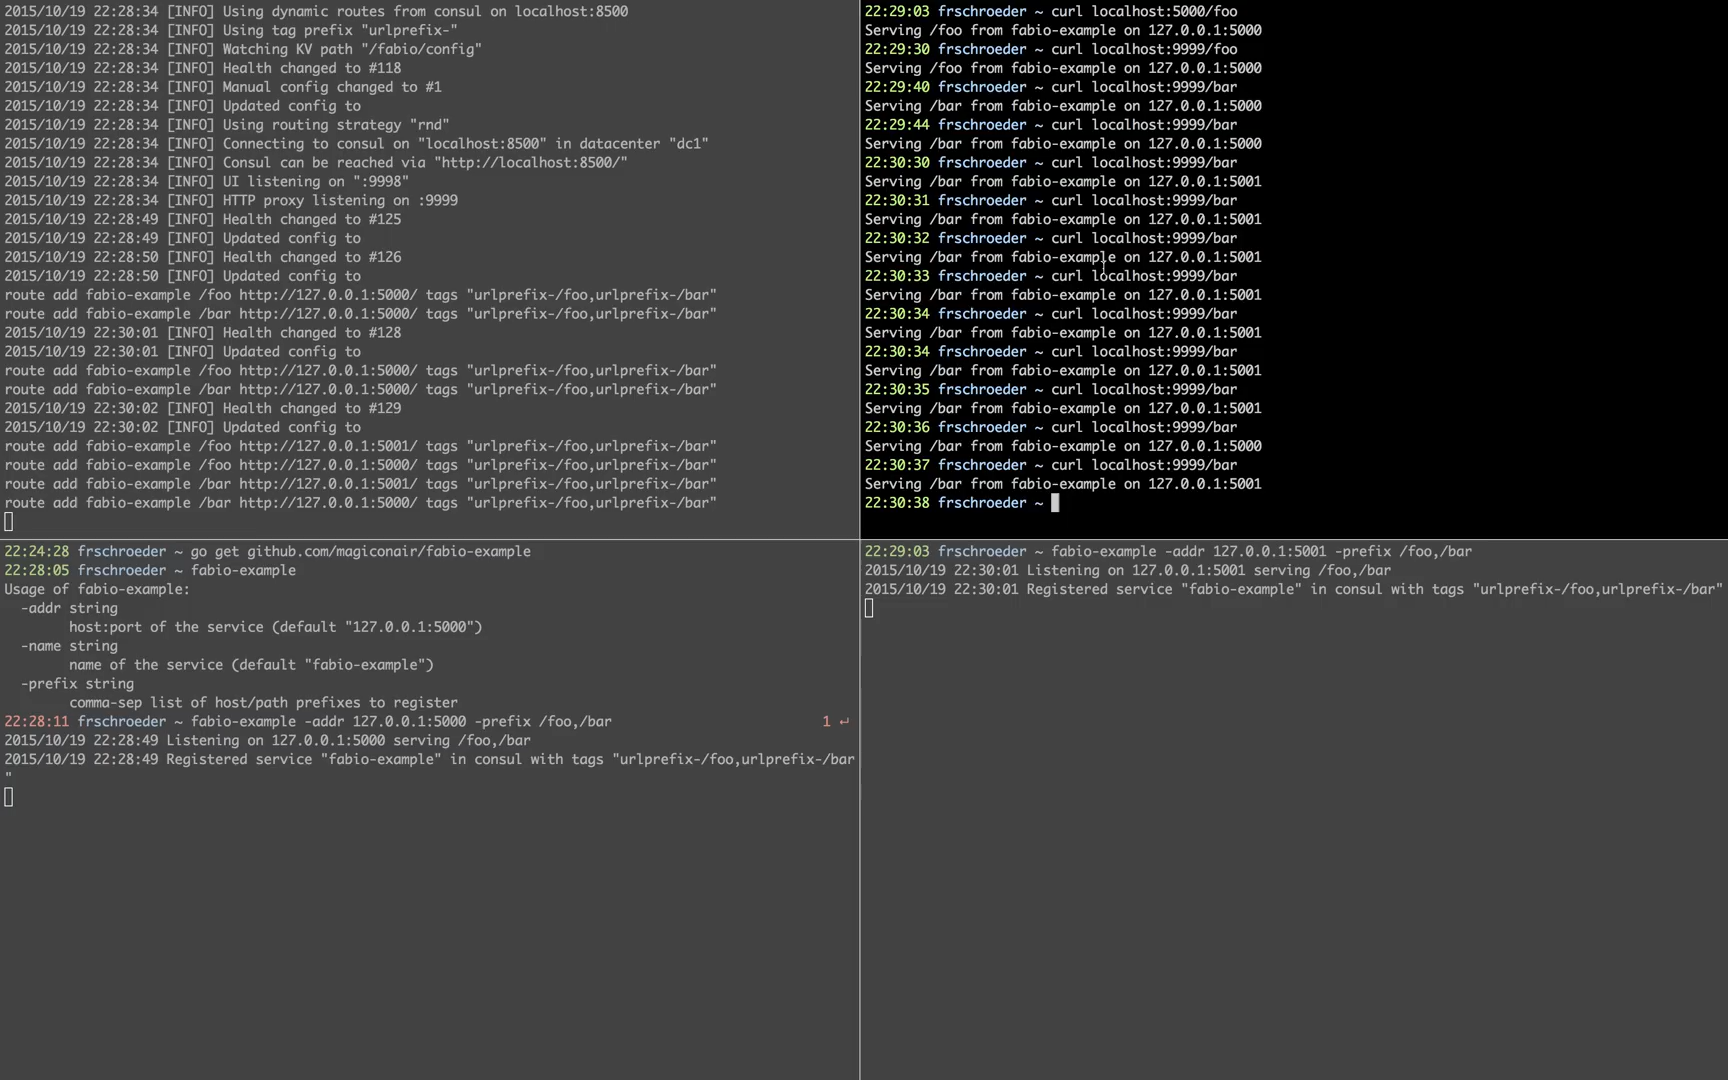 2015/10/19 22:28:34 [INFO] Using dynamic routes from consul on localhost:8500
2015/10/19 22:28:34 [INFO] Using tag prefix "urlprefix-"
2015/10/19 22:28:34 [INFO] Watching KV path "/fabio/config"
2015/10/19 22:28:34 [INFO] Health changed to #118
2015/10/19 22:28:34 [INFO] Manual config changed to #1
2015/10/19 22:28:34 [INFO] Updated config to
2015/10/19 22:28:34 [INFO] Using routing strategy "rnd"
2015/10/19 22:28:34 [INFO] Connecting to consul on "localhost:8500" in datacenter "dc1"
2015/10/19 22:28:34 [INFO] Consul can be reached via "http://localhost:8500/"
2015/10/19 22:28:34 [INFO] UI listening on ":9998"
2015/10/19 22:28:34 [INFO] HTTP proxy listening on :9999
2015/10/19 22:28:49 [INFO] Health changed to #125
2015/10/19 22:28:49 [INFO] Updated config to
2015/10/19 22:28:50 [INFO] Health changed to #126
2015/10/19 22:28:50 [INFO] Updated config to
route add fabio-example /foo http://127.0.0.1:5000/ tags "urlprefix-/foo,urlprefix-/bar"
route add fabio-example /bar http://127.0.0.1:5000/ tags "urlprefix-/foo,urlprefix-/bar"
2015/10/19 22:30:01 [INFO] Health changed to #128
2015/10/19 22:30:01 [INFO] Updated config to
route add fabio-example /foo http://127.0.0.1:5000/ tags "urlprefix-/foo,urlprefix-/bar"
route add fabio-example /bar http://127.0.0.1:5000/ tags "urlprefix-/foo,urlprefix-/bar"
2015/10/19 22:30:02 [INFO] Health changed to #129
2015/10/19 22:30:02 [INFO] Updated config to
route add fabio-example /foo http://127.0.0.1:5001/ tags "urlprefix-/foo,urlprefix-/bar"
route add fabio-example /foo http://127.0.0.1:5000/ tags "urlprefix-/foo,urlprefix-/bar"
route add fabio-example /bar http://127.0.0.1:5001/ tags "urlprefix-/foo,urlprefix-/bar"
route add fabio-example /bar http://127.0.0.1:5000/ tags "urlprefix-/foo,urlprefix-/bar"
22:29:03 frschroeder ~ curl localhost:5000/foo
Serving /foo from fabio-example on 127.0.0.1:5000
22:29:30 frschroeder ~ curl localhost:9999/foo
Serving /foo from fabio-example on 127.0.0.1:5000
22:29:40 frschroeder ~ curl localhost:9999/bar
Serving /bar from fabio-example on 127.0.0.1:5000
22:29:44 frschroeder ~ curl localhost:9999/bar
Serving /bar from fabio-example on 127.0.0.1:5000
22:30:30 frschroeder ~ curl localhost:9999/bar
Serving /bar from fabio-example on 127.0.0.1:5001
22:30:31 frschroeder ~ curl localhost:9999/bar
Serving /bar from fabio-example on 127.0.0.1:5001
22:30:32 frschroeder ~ curl localhost:9999/bar
Serving /bar from fabio-example on 127.0.0.1:5001
22:30:33 frschroeder ~ curl localhost:9999/bar
Serving /bar from fabio-example on 127.0.0.1:5001
22:30:34 frschroeder ~ curl localhost:9999/bar
Serving /bar from fabio-example on 127.0.0.1:5001
22:30:34 frschroeder ~ curl localhost:9999/bar
Serving /bar from fabio-example on 127.0.0.1:5001
22:30:35 frschroeder ~ curl localhost:9999/bar
Serving /bar from fabio-example on 127.0.0.1:5001
22:30:36 frschroeder ~ curl localhost:9999/bar
Serving /bar from fabio-example on 127.0.0.1:5000
22:30:37 frschroeder ~ curl localhost:9999/bar
Serving /bar from fabio-example on 127.0.0.1:5001
22:30:38 frschroeder ~
22:24:28 frschroeder ~ go get github.com/magiconair/fabio-example
22:28:05 frschroeder ~ fabio-example
Usage of fabio-example:
-addr string
host:port of the service (default "127.0.0.1:5000")
-name string
name of the service (default "fabio-example")
-prefix string
comma-sep list of host/path prefixes to register
22:28:11 frschroeder ~ fabio-example -addr 127.0.0.1:5000 -prefix /foo,/bar 1 ↵
2015/10/19 22:28:49 Listening on 127.0.0.1:5000 serving /foo,/bar
2015/10/19 22:28:49 Registered service "fabio-example" in consul with tags "urlprefix-/foo,urlprefix-/bar
"
22:29:03 frschroeder ~ fabio-example -addr 127.0.0.1:5001 -prefix /foo,/bar
2015/10/19 22:30:01 Listening on 127.0.0.1:5001 serving /foo,/bar
2015/10/19 22:30:01 Registered service "fabio-example" in consul with tags "urlprefix-/foo,urlprefix-/bar"